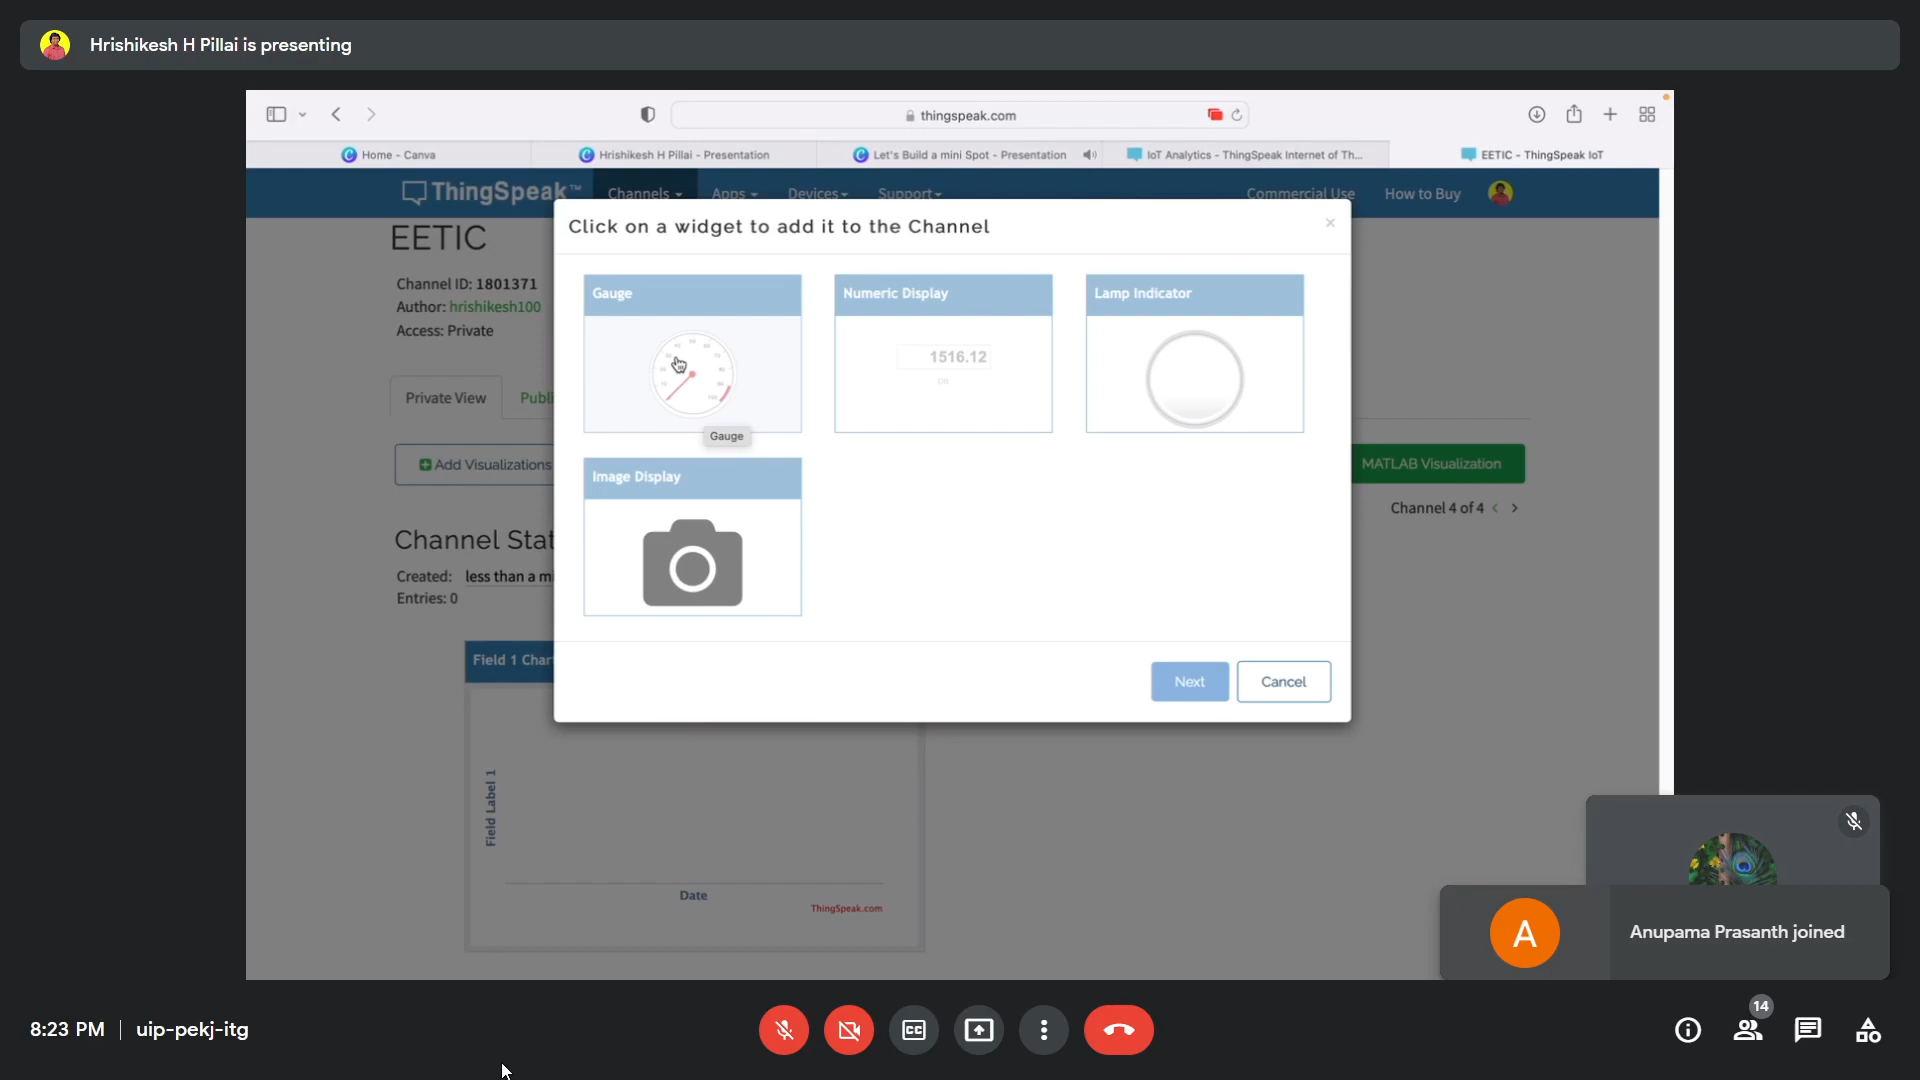 Hrishikesh H Pillai is presenting
thingspeak.com
Home - Canva
Hrishikesh H Pillai - Presentation
Let's Build a mini Spot - Presentation
IoT Analytics - ThingSpeak Internet of Th...
EETIC - ThingSpeak IoT
ThingSpeak™
Channels
Apps
Devices
Support
Commercial Use
How to Buy
EETIC
Channel ID: 1801371
Author: hrishikesh100
Access: Private
Private View
Publi
Add Visualizations
MATLAB Visualization
Channel 4 of 4
Channel Stat
Created: less than a mi
Entries: 0
Click on a widget to add it to the Channel
×
Gauge
Numeric Display
1516.12
Lamp Indicator
Gauge
Image Display
Next
Cancel
Field 1 Char
Field Label 1
Date
ThingSpeak.com
A
Anupama Prasanth joined
8:23 PM
uip-pekj-itg
CC
14